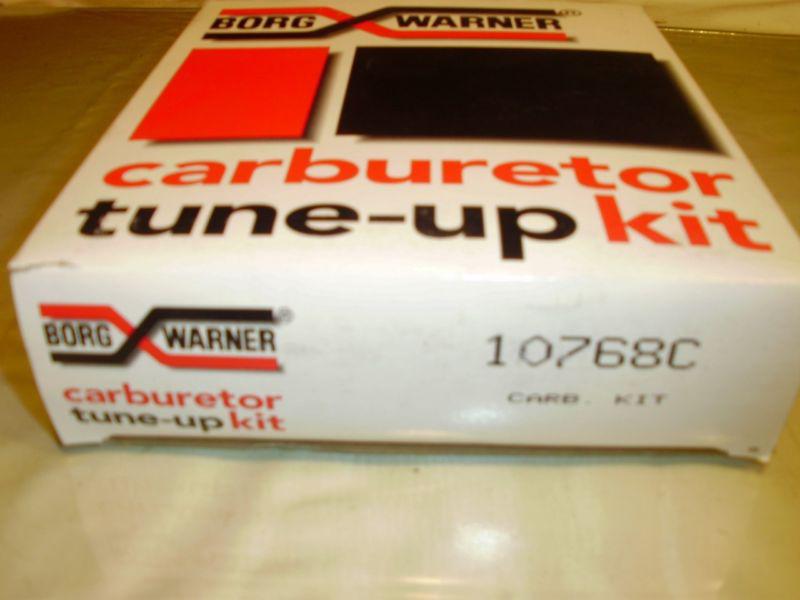 BORG WARNER®
carburetor
tune-up kit
BORG WARNER®
carburetor
tune-up kit
10768C
CARB. KIT